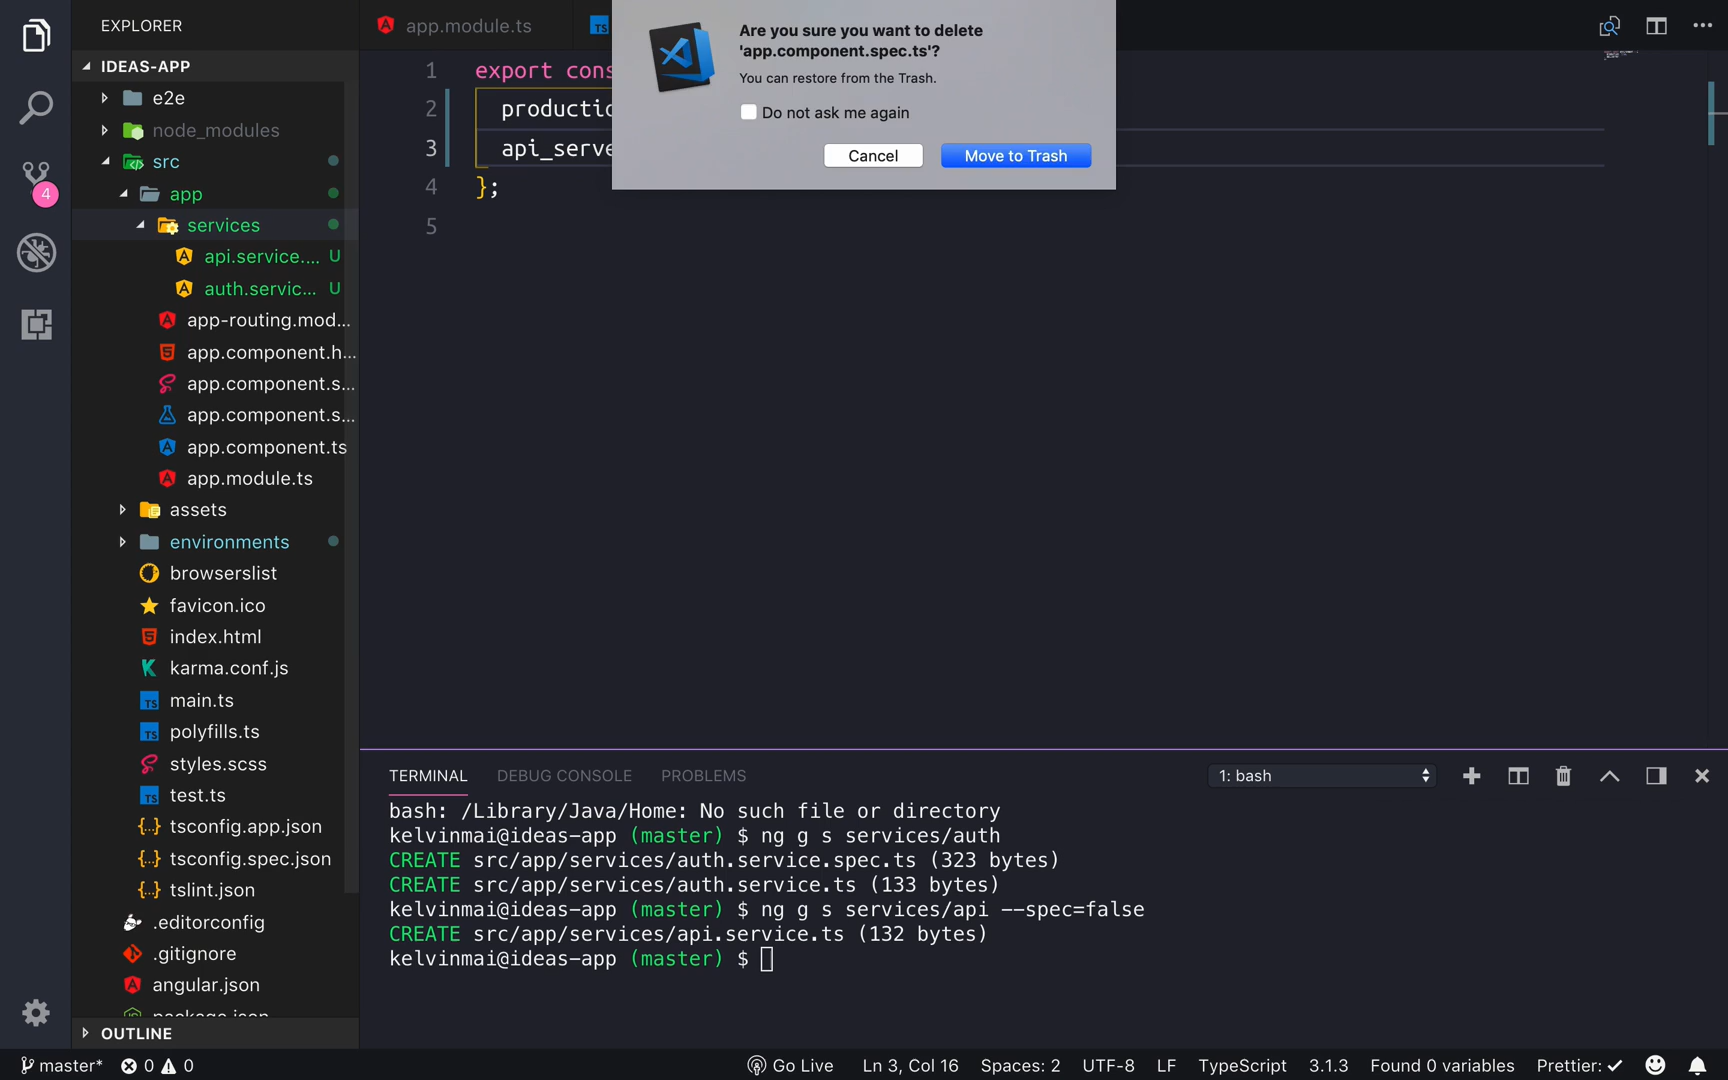 EXPLORER
IDEAS-APP
e2e
node_modules
src
app
services
api.service.... U
auth.servic... U
app-routing.mod...
app.component.h...
app.component.s...
app.component.s...
app.component.ts
app.module.ts
assets
environments
browserslist
favicon.ico
index.html
karma.conf.js
main.ts
polyfills.ts
styles.scss
test.ts
tsconfig.app.json
tsconfig.spec.json
tslint.json
.editorconfig
.gitignore
angular.json
package.json
OUTLINE
4
app.module.ts
TS
1 export cons
2 productio
3 api_serve
4 };
5
Are you sure you want to delete
'app.component.spec.ts'?
You can restore from the Trash.
Do not ask me again
Cancel Move to Trash
TERMINAL DEBUG CONSOLE PROBLEMS 1: bash
bash: /Library/Java/Home: No such file or directory
kelvinmai@ideas-app (master) $ ng g s services/auth
CREATE src/app/services/auth.service.spec.ts (323 bytes)
CREATE src/app/services/auth.service.ts (133 bytes)
kelvinmai@ideas-app (master) $ ng g s services/api --spec=false
CREATE src/app/services/api.service.ts (132 bytes)
kelvinmai@ideas-app (master) $
master* 0 0 Go Live Ln 3, Col 16 Spaces: 2 UTF-8 LF TypeScript 3.1.3 Found 0 variables Prettier: ✓